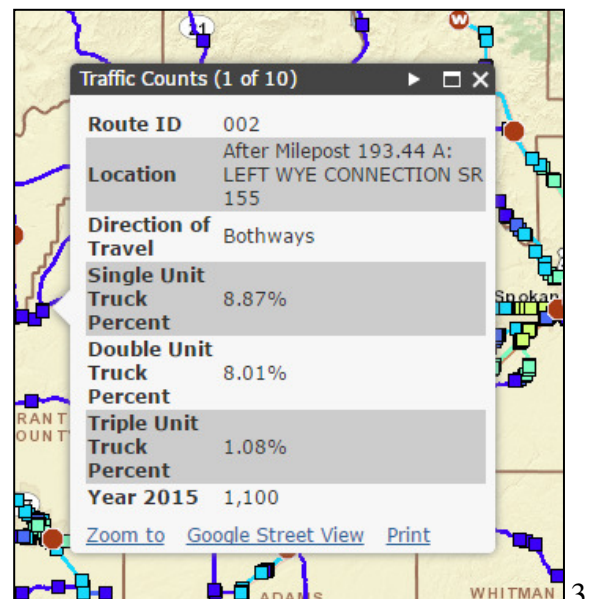 21
W
Traffic Counts (1 of 10)
Route ID 002
Location After Milepost 193.44 A:
LEFT WYE CONNECTION SR
155
Direction of
Travel Bothways
Single Unit
Truck
Percent 8.87%
Double Unit
Truck
Percent 8.01%
Triple Unit
Truck
Percent 1.08%
Year 2015 1,100
Zoom to Google Street View Print
Spokan
RANT
OUNT
ADAMS
WHITMAN
3